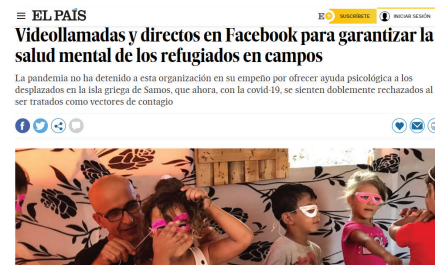 EL PAÍS
SUSCRÍBETE
INICIAR SESIÓN
Videollamadas y directos en Facebook para garantizar la
salud mental de los refugiados en campos
La pandemia no ha detenido a esta organización en su empeño por ofrecer ayuda psicológica a los
desplazados en la isla griega de Samos, que ahora, con la covid-19, se sienten doblemente rechazados al
ser tratados como vectores de contagio